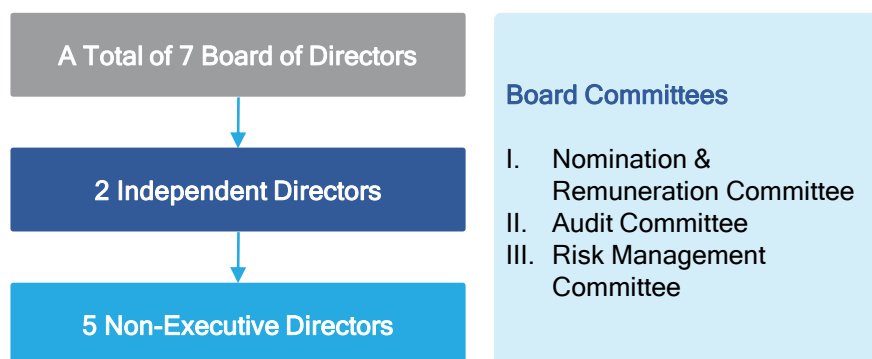 A Total of 7 Board of Directors
2 Independent Directors
5 Non-Executive Directors
Board Committees
I. Nomination &
Remuneration Committee
II. Audit Committee
III. Risk Management
Committee